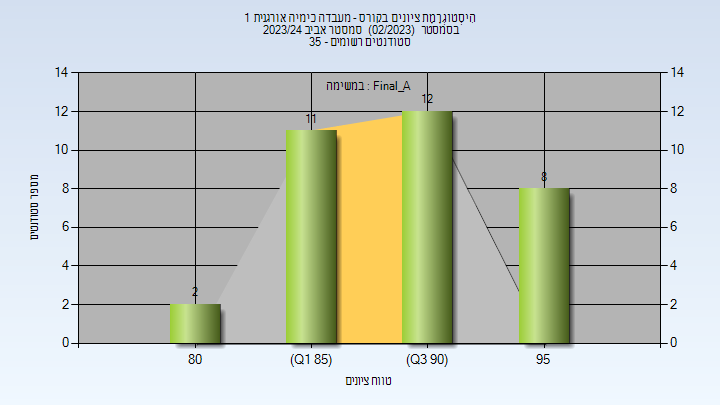 היסטוגרמת ציונים בקורס - מעבדה כימיה אורגנית 1
בסמסטר (02/2023) סמסטר אביב 2023/24
סטודנטים רשומים - 35
במשימה : Final_A
14 14
12 12
10 10
8 8
6 6
4 4
2 2
0 0
2 11 12 8
80 (Q1 85) (Q3 90) 95
מספר סטודנטים
טווח ציונים